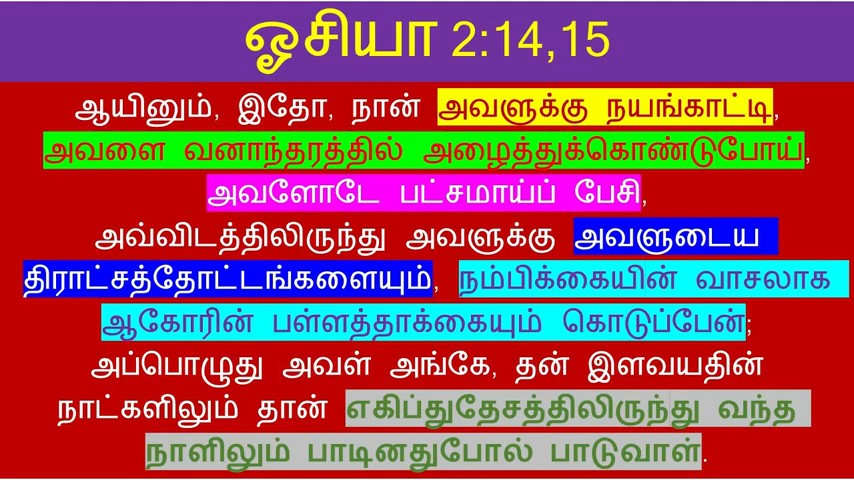 ஓசியா 2:14,15
ஆயினும், இதோ, நான் அவளுக்கு நயங்காட்டி,
அவளை வனாந்தரத்தில் அழைத்துக்கொண்டுபோய்,
அவளோடே பட்சமாய்ப் பேசி,
அவ்விடத்திலிருந்து அவளுக்கு அவளுடைய
திராட்சத்தோட்டங்களையும், நம்பிக்கையின் வாசலாக
ஆகோரின் பள்ளத்தாக்கையும் கொடுப்பேன்;
அப்பொழுது அவள் அங்கே, தன் இளவயதின்
நாட்களிலும் தான் எகிப்துதேசத்திலிருந்து வந்த
நாளிலும் பாடினதுபோல் பாடுவாள்.